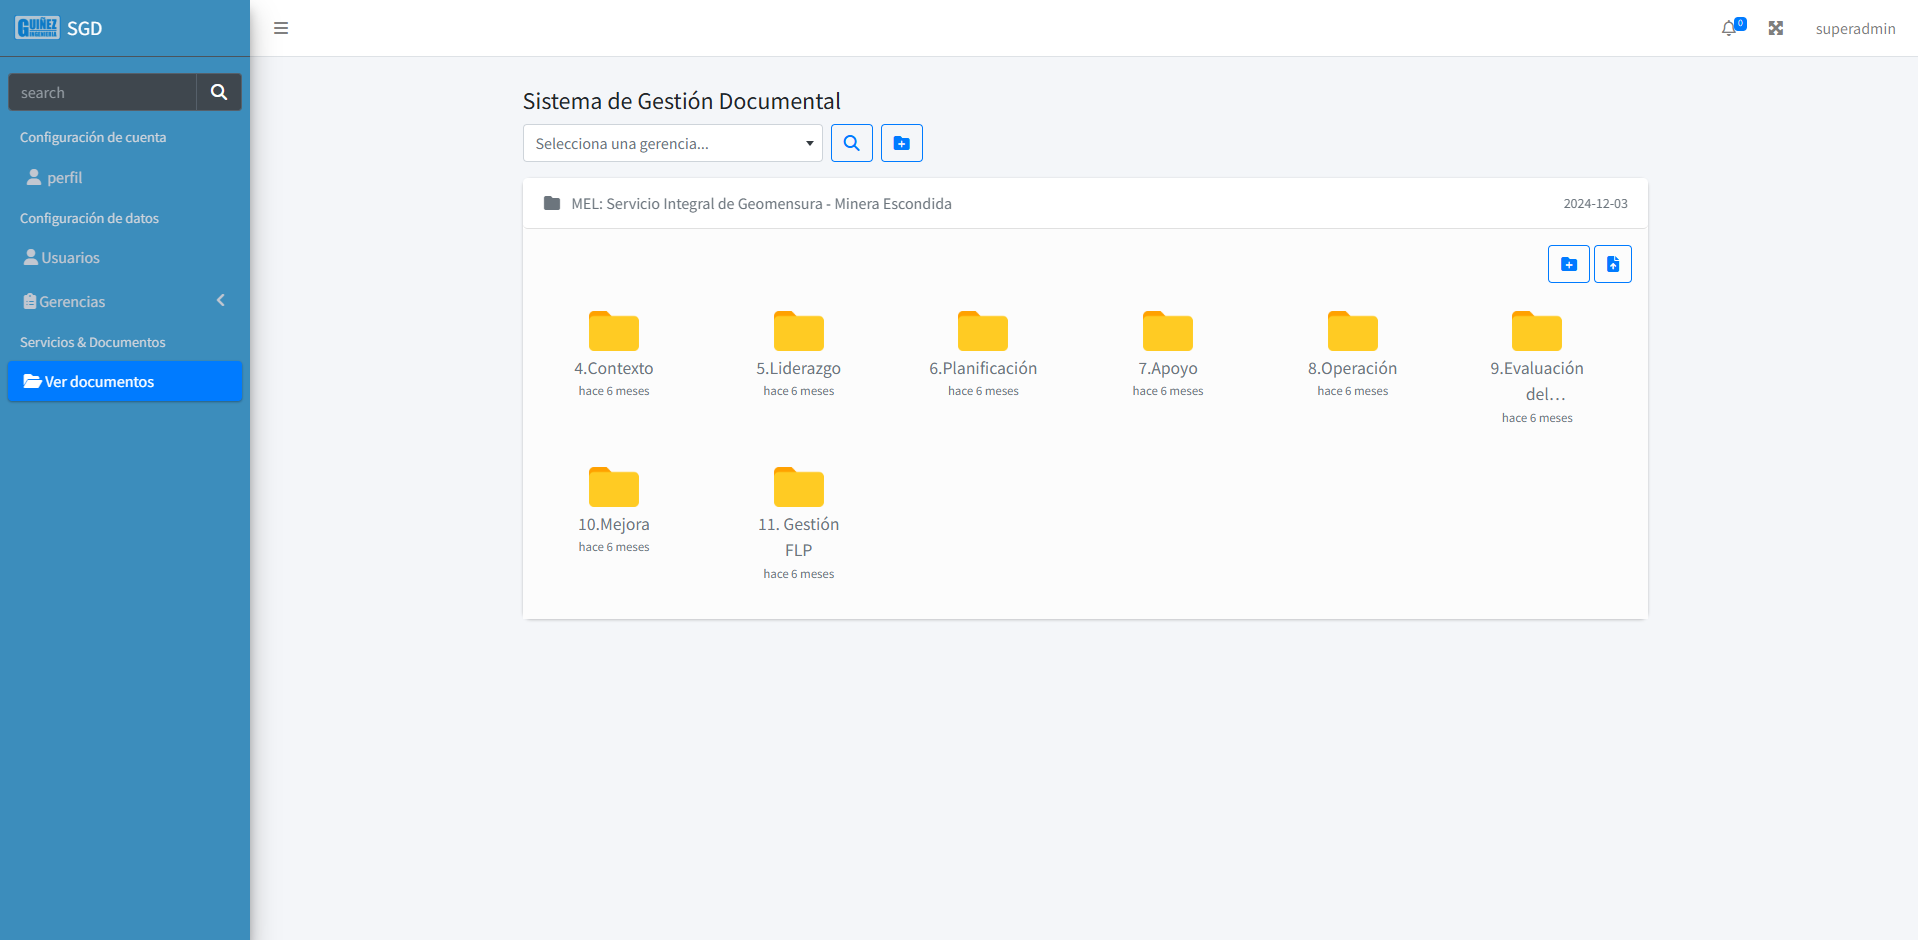 GUIÑEZ
INGENIERÍA
SGD
0
superadmin
search
Configuración de cuenta
perfil
Configuración de datos
Usuarios
Gerencias
Servicios & Documentos
Ver documentos
Sistema de Gestión Documental
Selecciona una gerencia...
MEL: Servicio Integral de Geomensura - Minera Escondida
2024-12-03
4.Contexto
hace 6 meses
5.Liderazgo
hace 6 meses
6.Planificación
hace 6 meses
7.Apoyo
hace 6 meses
8.Operación
hace 6 meses
9.Evaluación
del...
hace 6 meses
10.Mejora
hace 6 meses
11. Gestión
FLP
hace 6 meses